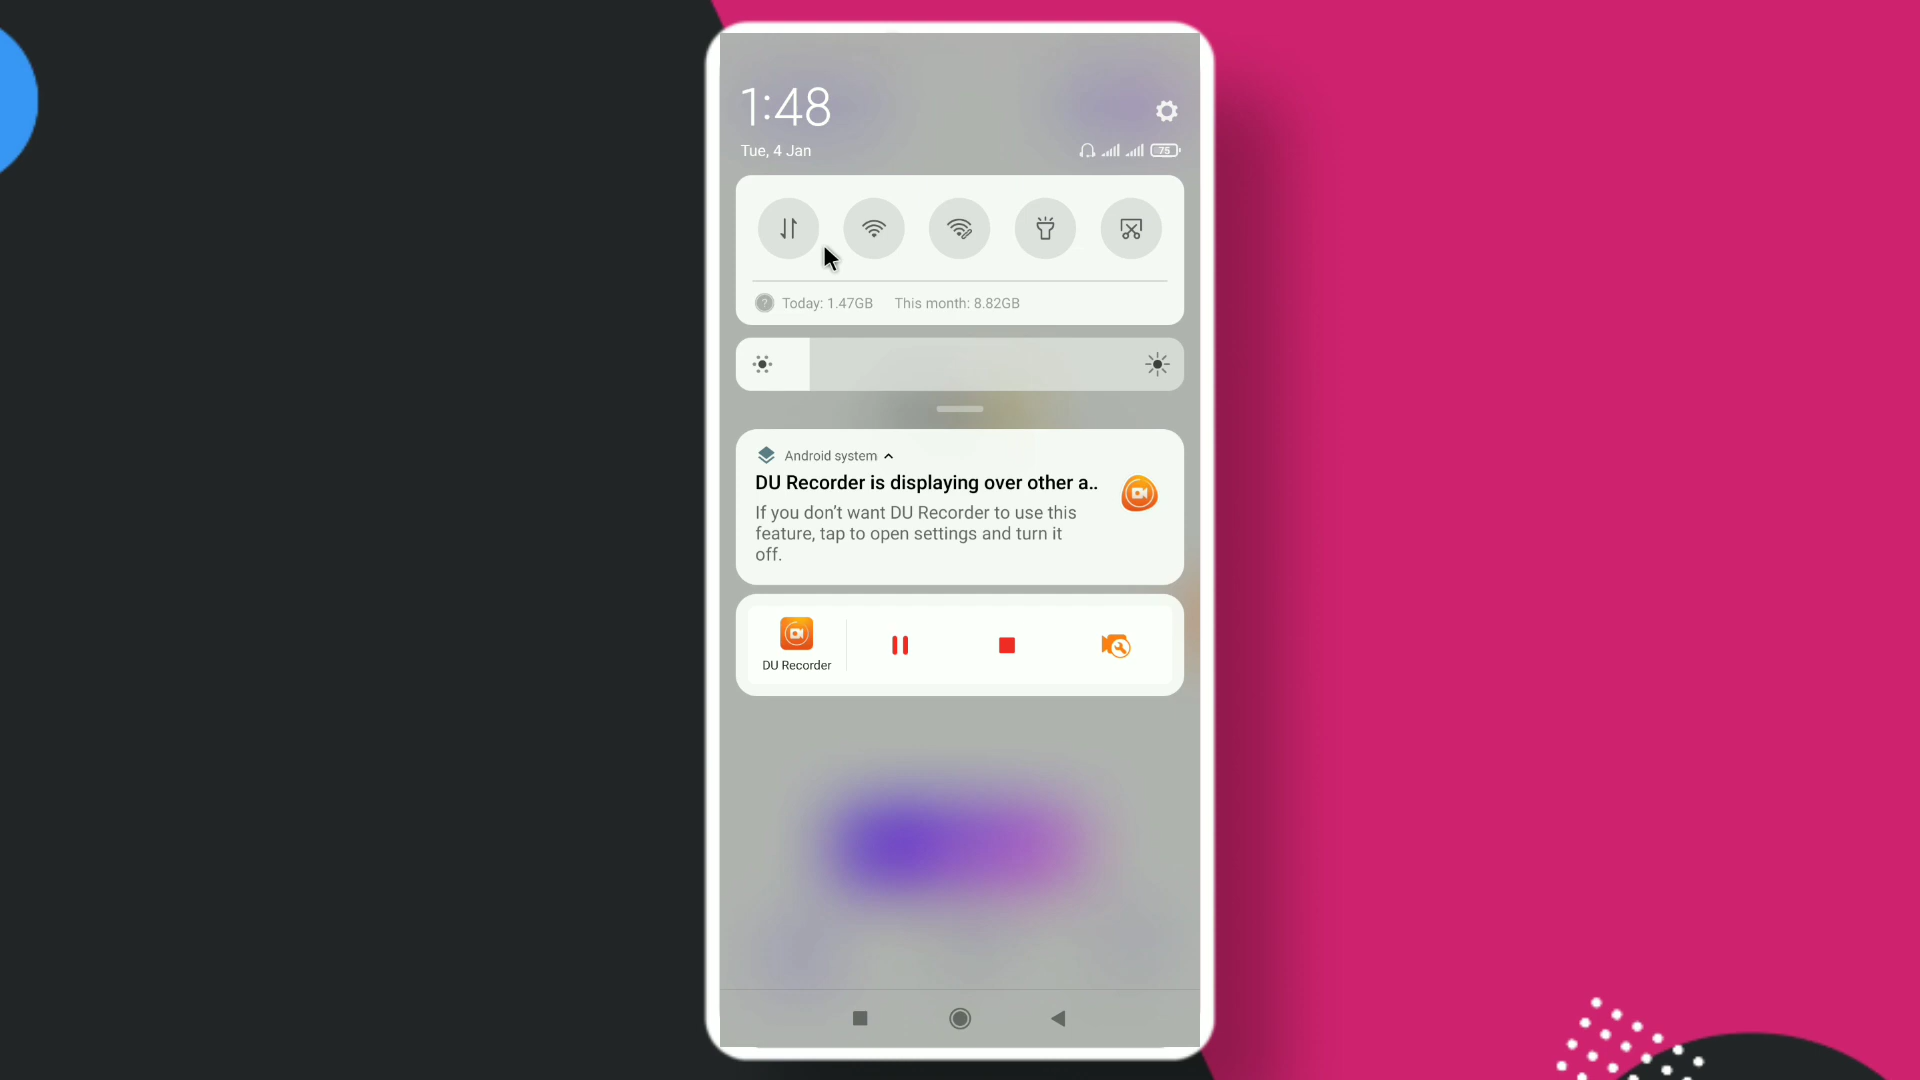 1:48
Tue, 4 Jan
75
Today: 1.47GB This month: 8.82GB
Android system
DU Recorder is displaying over other a..
If you don't want DU Recorder to use this
feature, tap to open settings and turn it
off.
DU Recorder